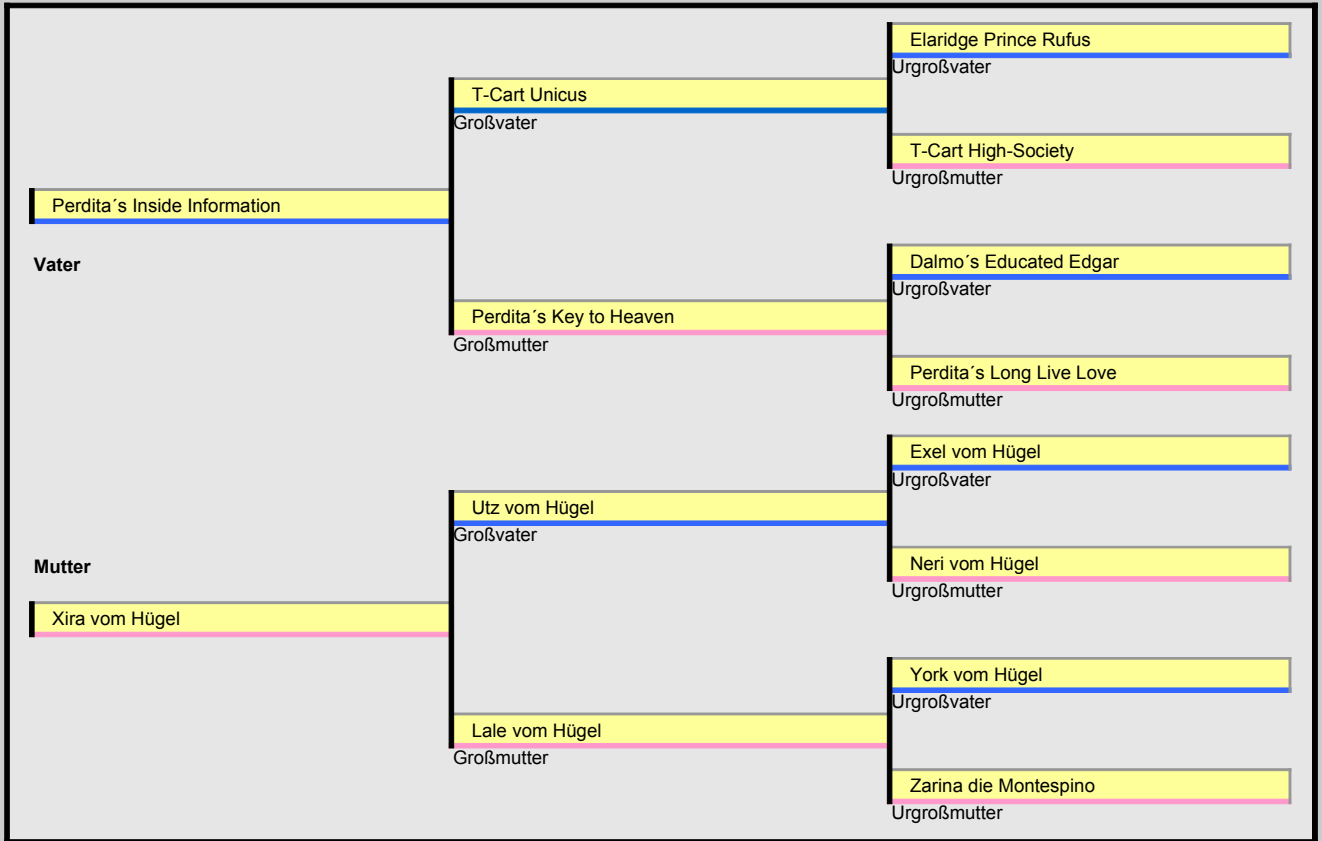 Elaridge Prince Rufus
Urgroßvater
T-Cart Unicus
Großvater
T-Cart High-Society
Urgroßmutter
Perdita´s Inside Information
Vater
Dalmo´s Educated Edgar
Urgroßvater
Perdita´s Key to Heaven
Großmutter
Perdita´s Long Live Love
Urgroßmutter
Exel vom Hügel
Urgroßvater
Utz vom Hügel
Großvater
Neri vom Hügel
Urgroßmutter
Mutter
Xira vom Hügel
York vom Hügel
Urgroßvater
Lale vom Hügel
Großmutter
Zarina die Montespino
Urgroßmutter